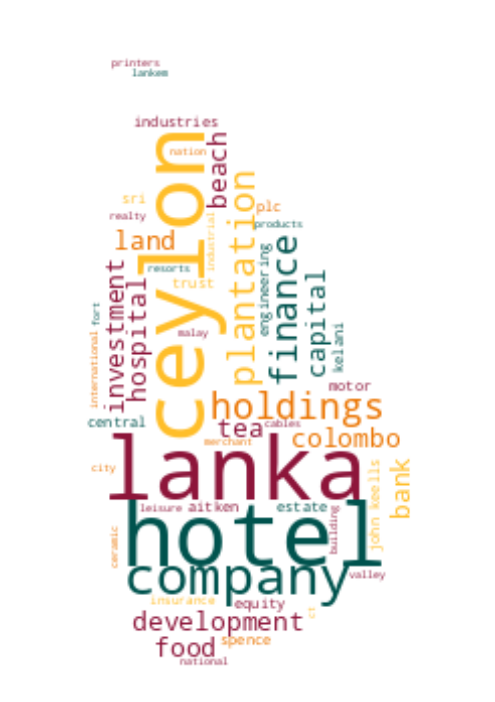 printers
lankem
industries
ceylon
nation
beach
sri
plantation
plc
realty
industrial
products
land
resorts
engineering
finance
investment
hospital
trust
capital
fort
malay
kelani
international
motor
holdings
central
tea
cables
colombo
merchant
lanka
city
bank
john keells
hotel
leisure
aitken
estate
building
ceramic
company
valley
insurance
equity
ct
development
food
spence
national